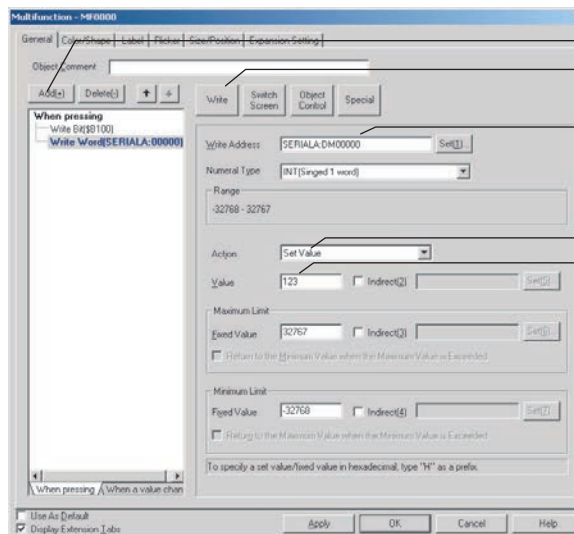 Multifunction - MF0000
General Color/Shape Label Flicker Size/Position Expansion Setting
Object Comment
Add(+) Delete(-)
Write Switch Screen Object Control Special
When pressing
Write Bit($B100)
Write Word(SERIALA:00000)
Write Address SERIALA:DM00000 Set(1)...
Numeral Type INT(Singed 1 word)
Range
-32768 - 32767
Action Set Value
Value 123 Indirect(2) Set(5)...
Maximum Limit
Fixed Value 32767 Indirect(3)
Return to the Minimum Value when the Maximum Value is Exceeded
Minimum Limit
Fixed Value -32768 Indirect(4) Set(7)...
Return to the Maximum Value when the Minimum Value is Exceeded
To specify a set value/fixed value in hexadecimal, type "H" as a prefix.
When pressing When a value chan
Use As Default
Display Extension Tabs
Apply OK Cancel Help